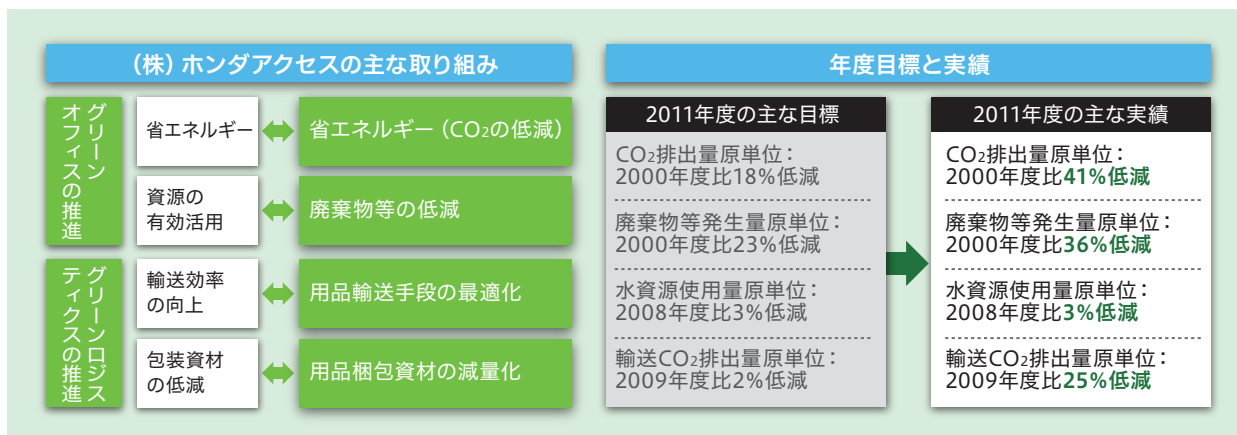 (株)ホンダアクセスの主な取り組み
グリーン
オフィスの推進
省エネルギー
省エネルギー(CO₂の低減)
資源の
有効活用
廃棄物等の低減
グリーンロジス
ティクスの推進
輸送効率
の向上
用品輸送手段の最適化
包装資材
の低減
用品梱包資材の減量化
年度目標と実績
2011年度の主な目標
CO₂排出量原単位:
2000年度比18%低減
廃棄物等発生量原単位:
2000年度比23%低減
水資源使用量原単位:
2008年度比3%低減
輸送CO₂排出量原単位:
2009年度比2%低減
2011年度の主な実績
CO₂排出量原単位:
2000年度比41%低減
廃棄物等発生量原単位:
2000年度比36%低減
水資源使用量原単位:
2008年度比3%低減
輸送CO₂排出量原単位:
2009年度比25%低減